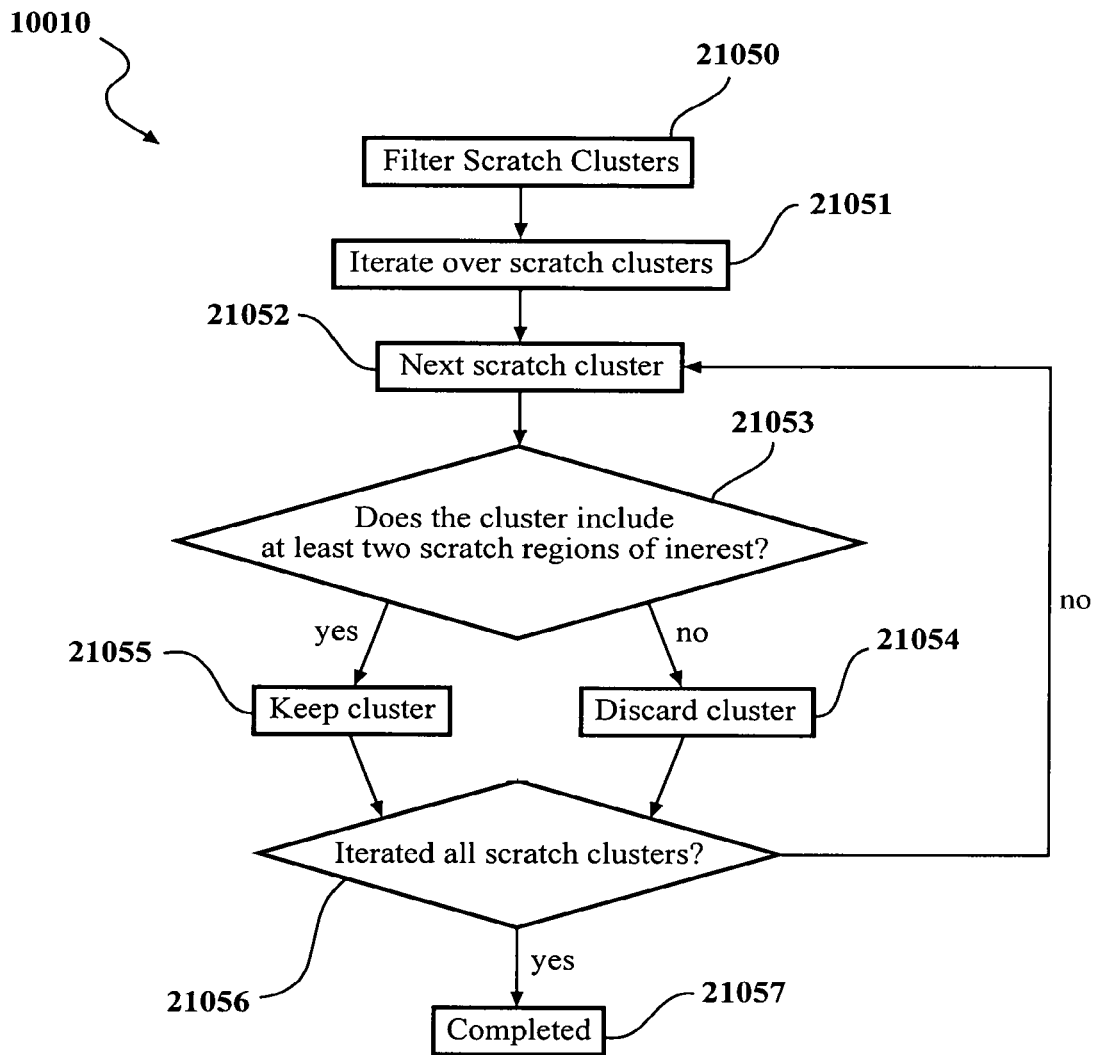 10010
21050
Filter Scratch Clusters
21051
Iterate over scratch clusters
21052
Next scratch cluster
21053
Does the cluster include
at least two scratch regions of inerest?
yes
no
no
21055
21054
Keep cluster
Discard cluster
Iterated all scratch clusters?
yes
21056
21057
Completed